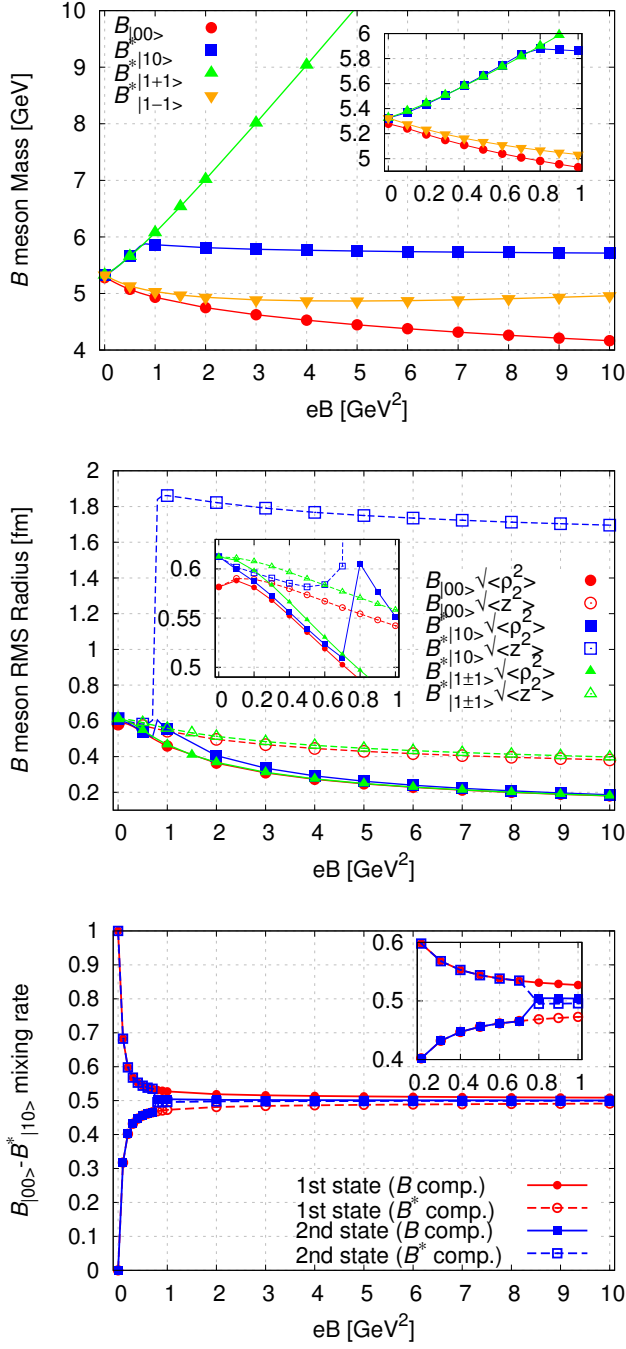 B meson Mass [GeV]
10
9
8
7
6
5
4
B|00>
B*|10>
B*|1+1>
B*|1−1>
6
5.8
5.6
5.4
5.2
5
0 0.2 0.4 0.6 0.8 1
0 1 2 3 4 5 6 7 8 9 10
eB [GeV²]
B meson RMS Radius [fm]
2
1.8
1.6
1.4
1.2
1
0.8
0.6
0.4
0.2
0.6
0.55
0.5
0 0.2 0.4 0.6 0.8 1
B|00> √<ρ²>
B|00> √<z²>
B*|10> √<ρ²>
B*|10> √<z²>
B*|1±1> √<ρ²>
B*|1±1> √<z²>
0 1 2 3 4 5 6 7 8 9 10
eB [GeV²]
B|00>-B*|10> mixing rate
1
0.9
0.8
0.7
0.6
0.5
0.4
0.3
0.2
0.1
0
0.6
0.5
0.4
0.2 0.4 0.6 0.8 1
1st state (B comp.)
1st state (B* comp.)
2nd state (B comp.)
2nd state (B* comp.)
0 1 2 3 4 5 6 7 8 9 10
eB [GeV²]